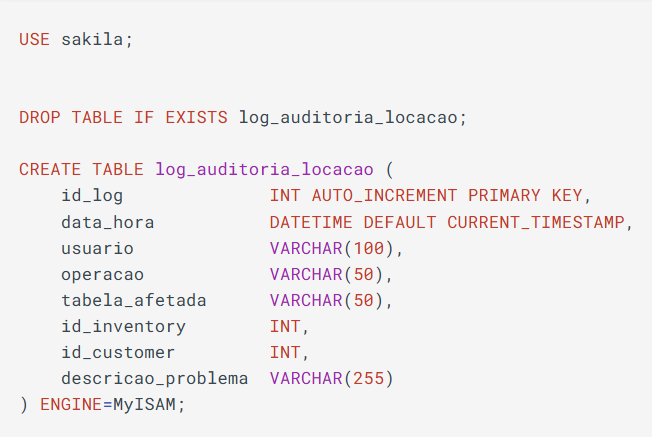 USE sakila;
DROP TABLE IF EXISTS log_auditoria_locacao;
CREATE TABLE log_auditoria_locacao (
id_log INT AUTO_INCREMENT PRIMARY KEY,
data_hora DATETIME DEFAULT CURRENT_TIMESTAMP,
usuario VARCHAR(100),
operacao VARCHAR(50),
tabela_afetada VARCHAR(50),
id_inventory INT,
id_customer INT,
descricao_problema VARCHAR(255)
) ENGINE=MyISAM;